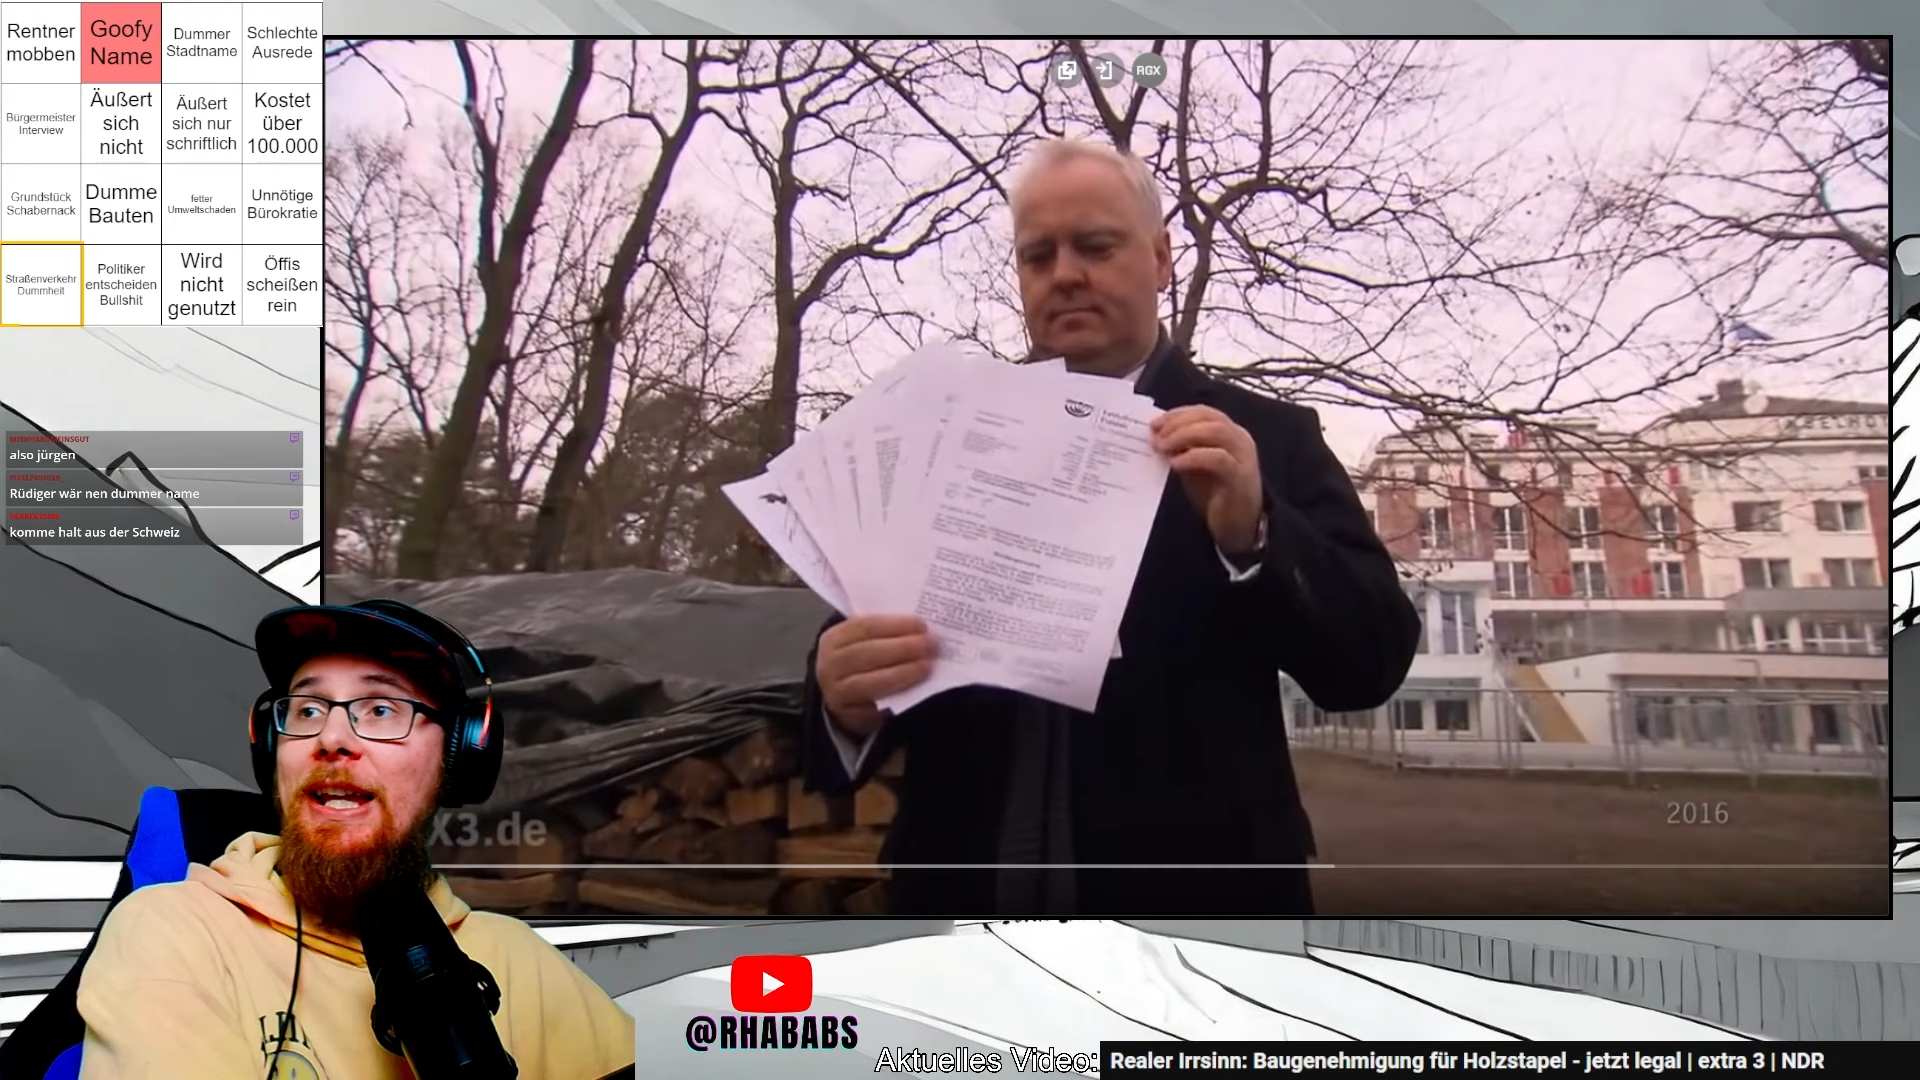 Rentner
mobben
Goofy
Name
Dummer
Stadtname
Schlechte
Ausrede
Bürgermeister
Interview
Äußert
sich
nicht
Äußert
sich nur
schriftlich
Kostet
über
100.000
Grundstück
Schabernack
Dumme
Bauten
fetter
Umweltschaden
Unnötige
Bürokratie
Straßenverkehr
Dummheit
Politiker
entscheiden
Bullshit
Wird
nicht
genutzt
Öffis
scheißen
rein
RGX
also jürgen
Rüdiger wär nen dummer name
komme halt aus der Schweiz
X3.de
2016
@RHABABS
Aktuelles Video:
Realer Irrsinn: Baugenehmigung für Holzstapel - jetzt legal | extra 3 | NDR